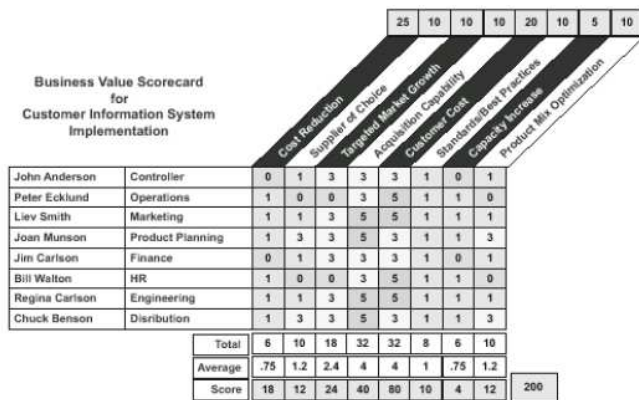 25 10 10 10 20 10 5 10
Business Value Scorecard
for
Customer Information System
Implementation
Cost Reduction
Supplier of Choice
Targeted Market Growth
Acquisition Capability
Customer Cost
Standards/Best Practices
Capacity Increase
Product Mix Optimization
John Anderson Controller 0 1 3 3 3 1 0 1
Peter Ecklund Operations 1 0 0 3 5 1 1 0
Liev Smith Marketing 1 1 3 5 5 1 1 1
Joan Munson Product Planning 1 3 3 5 3 1 1 3
Jim Carlson Finance 0 1 3 3 3 1 0 1
Bill Walton HR 1 0 0 3 5 1 1 0
Regina Carlson Engineering 1 1 3 5 5 1 1 1
Chuck Benson Disribution 1 3 3 5 3 1 1 3
Total 6 10 18 32 32 8 6 10
Average .75 1.2 2.4 4 4 1 .75 1.2
Score 18 12 24 40 80 10 4 12 200